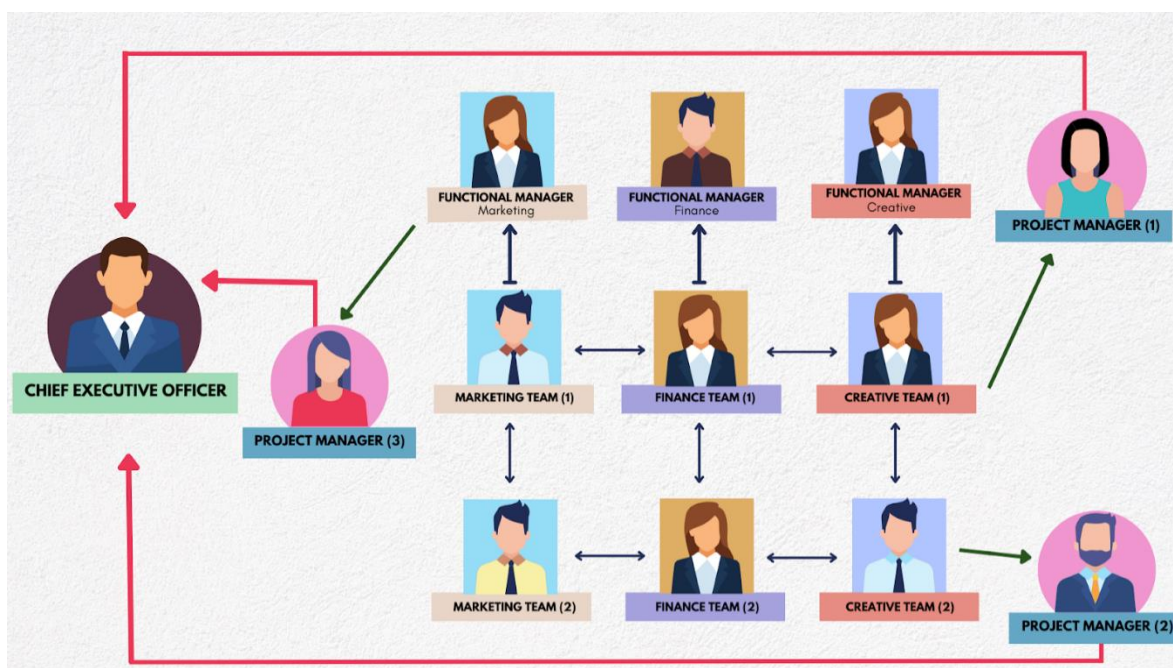 FUNCTIONAL MANAGER
Marketing
FUNCTIONAL MANAGER
Finance
FUNCTIONAL MANAGER
Creative
PROJECT MANAGER (1)
CHIEF EXECUTIVE OFFICER
PROJECT MANAGER (3)
MARKETING TEAM (1)
FINANCE TEAM (1)
CREATIVE TEAM (1)
MARKETING TEAM (2)
FINANCE TEAM (2)
CREATIVE TEAM (2)
PROJECT MANAGER (2)